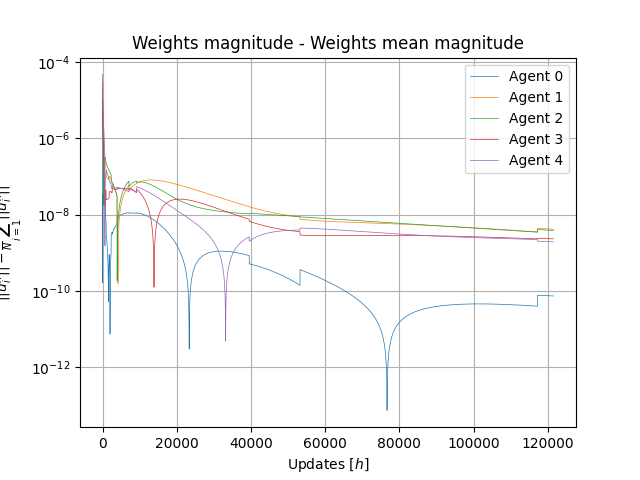 Weights magnitude - Weights mean magnitude
10⁻⁴
10⁻⁶
10⁻⁸
10⁻¹⁰
10⁻¹²
0
20000
40000
60000
80000
100000
120000
Updates [h]
Agent 0
Agent 1
Agent 2
Agent 3
Agent 4